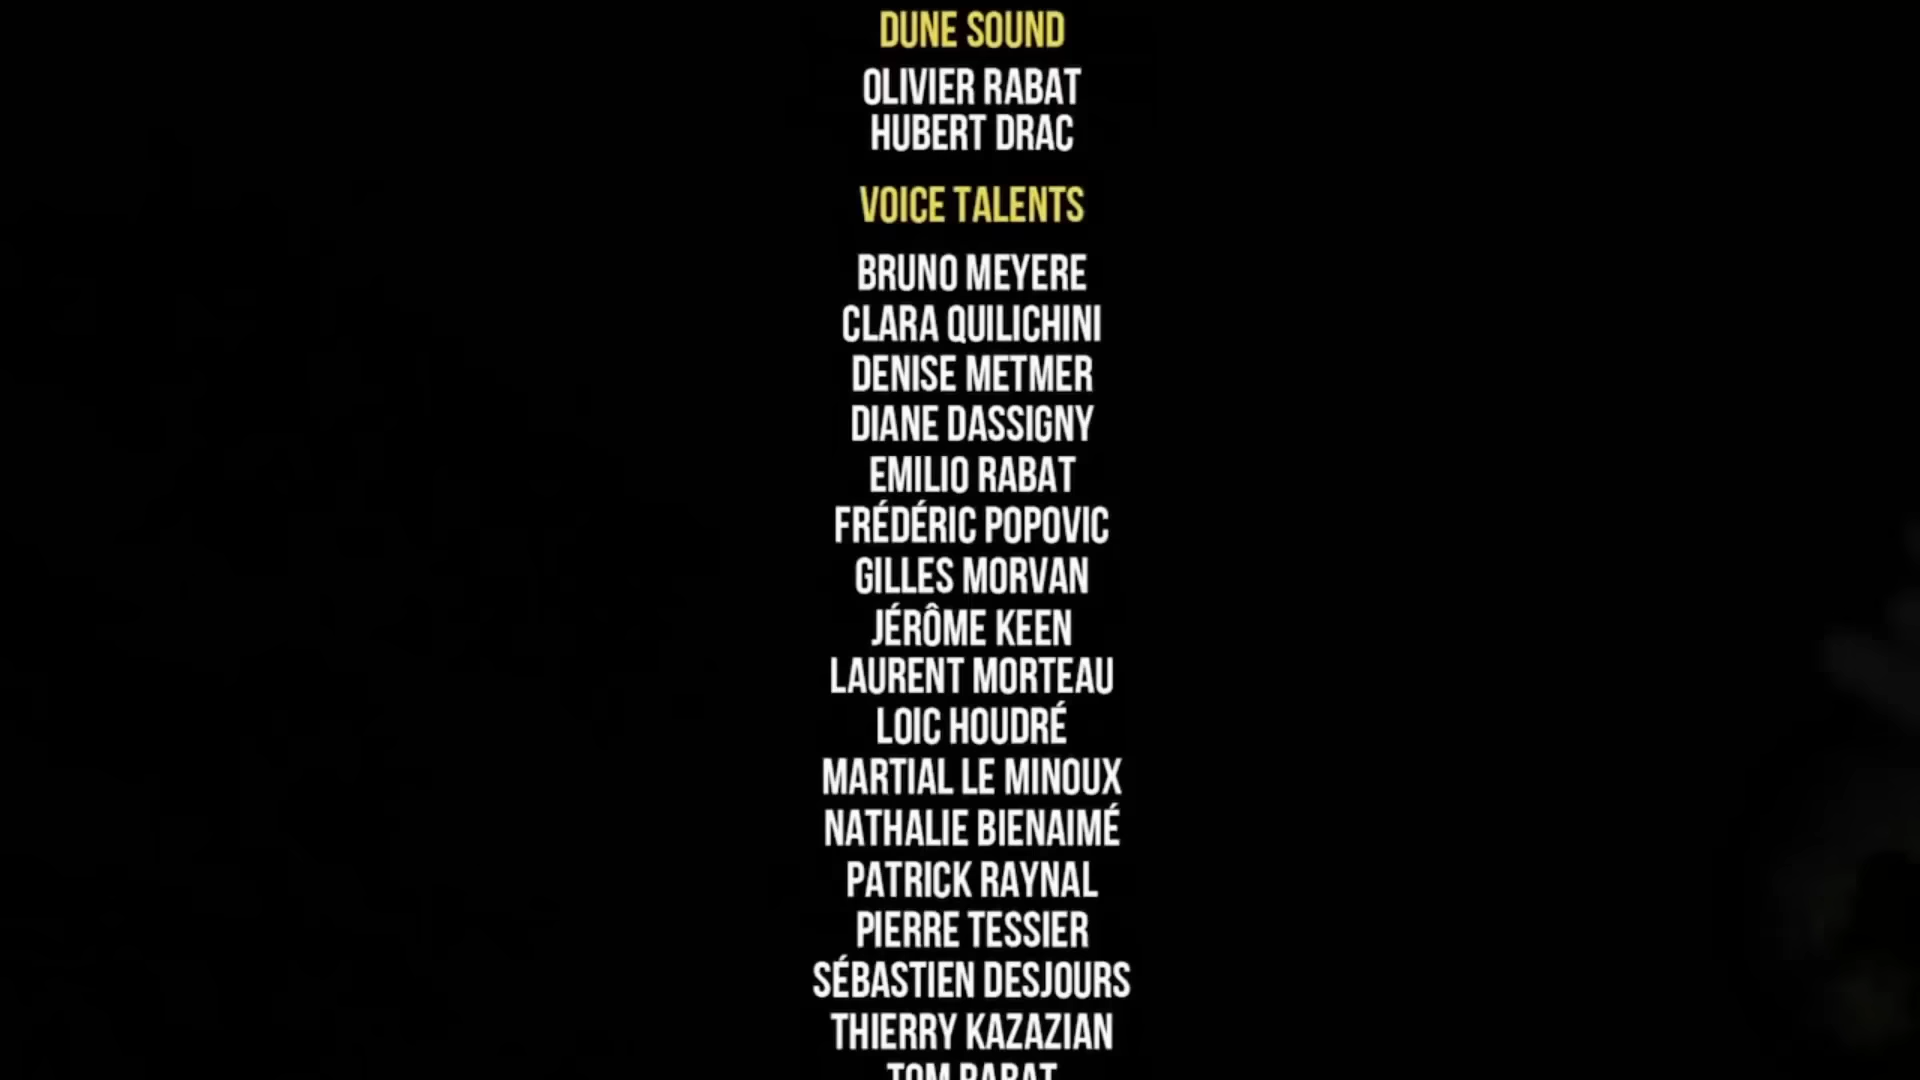 DUNE SOUND
OLIVIER RABAT
HUBERT DRAC
VOICE TALENTS
BRUNO MEYERE
CLARA QUILICHINI
DENISE METMER
DIANE DASSIGNY
EMILIO RABAT
FRÉDÉRIC POPOVIC
GILLES MORVAN
JÉRÔME KEEN
LAURENT MORTEAU
LOIC HOUDRÉ
MARTIAL LE MINOUX
NATHALIE BIENAIMÉ
PATRICK RAYNAL
PIERRE TESSIER
SÉBASTIEN DESJOURS
THIERRY KAZAZIAN
TOM RABAT